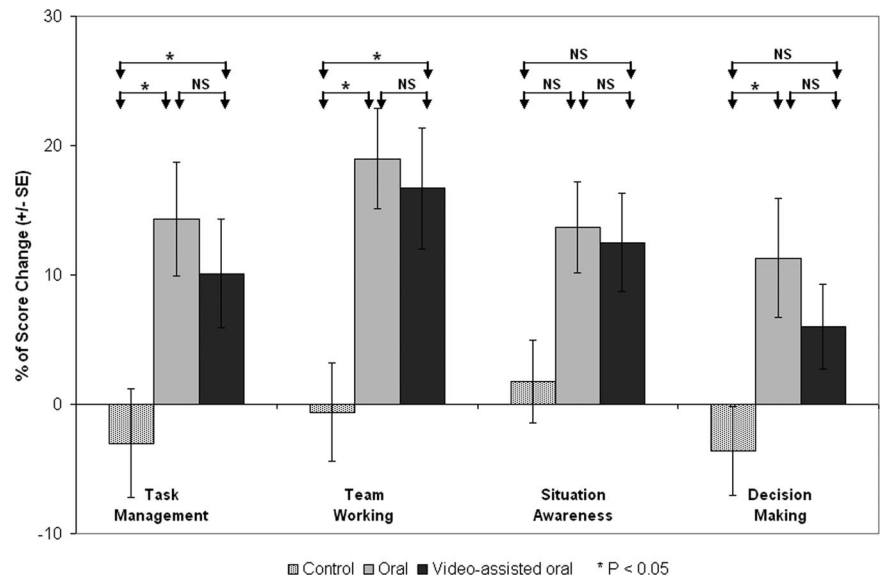 30
20
10
0
-10
% of Score Change (+/- SE)
* * NS NS
* NS * NS NS NS * NS
Task Management
Team Working
Situation Awareness
Decision Making
Control Oral Video-assisted oral * P < 0.05